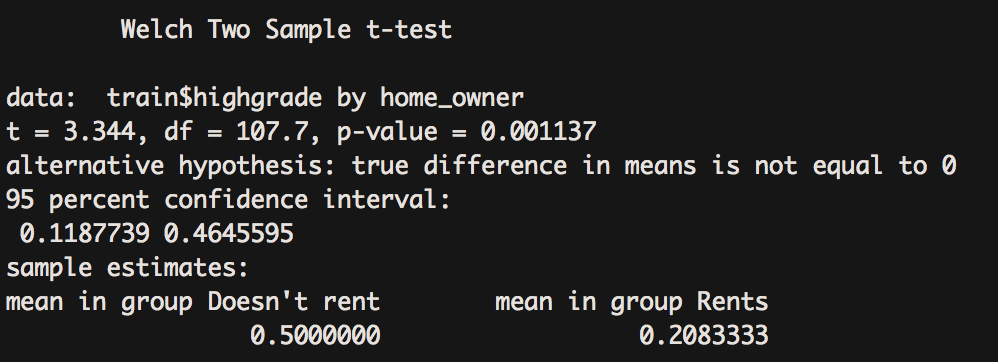 Welch Two Sample t-test
data:  train$highgrade by home_owner
t = 3.344, df = 107.7, p-value = 0.001137
alternative hypothesis: true difference in means is not equal to 0
95 percent confidence interval:
 0.1187739 0.4645595
sample estimates:
mean in group Doesn't rent        mean in group Rents
                 0.5000000                  0.2083333